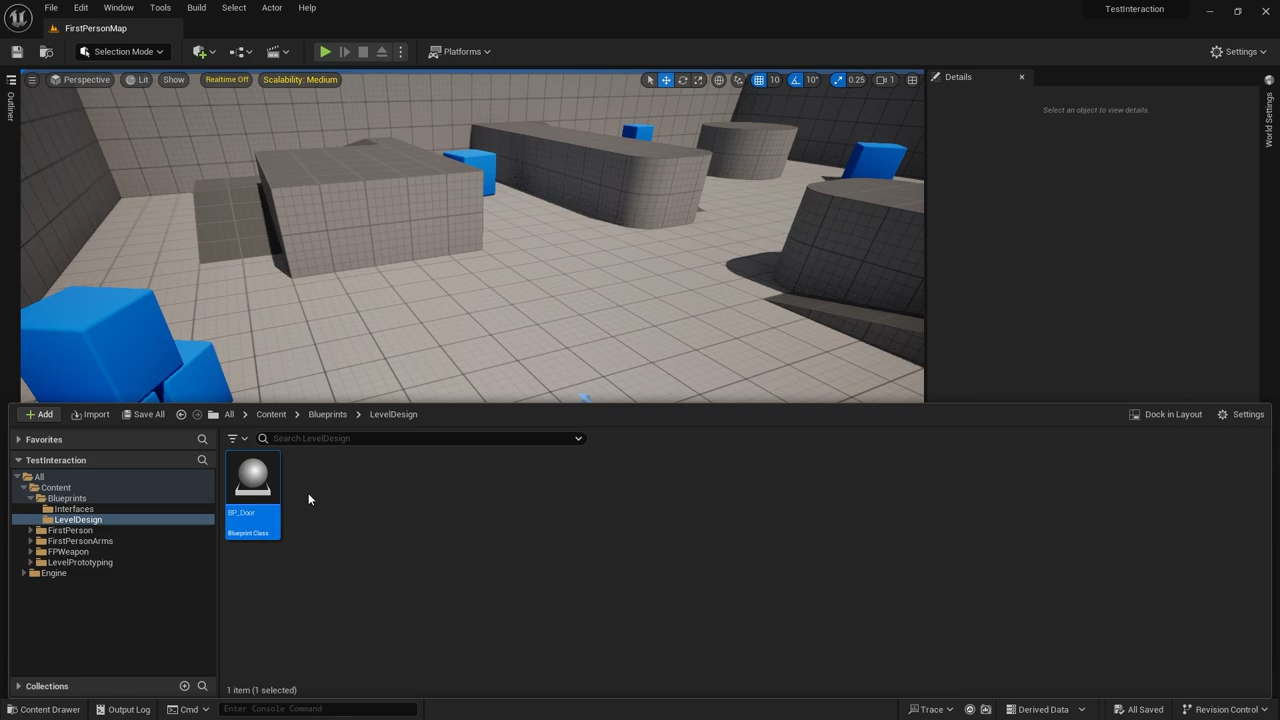 File Edit Window Tools Build Select Actor Help
TestInteraction
FirstPersonMap
Selection Mode
Platforms
Settings
Perspective Lit Show Realtime Off Scalability: Medium
10 10° 0.25 1
Details
Select an object to view details.
Outliner
World Settings
+ Add Import Save All All > Content > Blueprints > LevelDesign
Dock in Layout Settings
Favorites
Search LevelDesign
TestInteraction
All
Content
Blueprints
Interfaces
LevelDesign
FirstPerson
FirstPersonArms
FPWeapon
LevelPrototyping
Engine
BP_Door
Blueprint Class
Collections
1 item (1 selected)
Content Drawer Output Log Cmd Enter Console Command
Trace Derived Data All Saved Revision Control